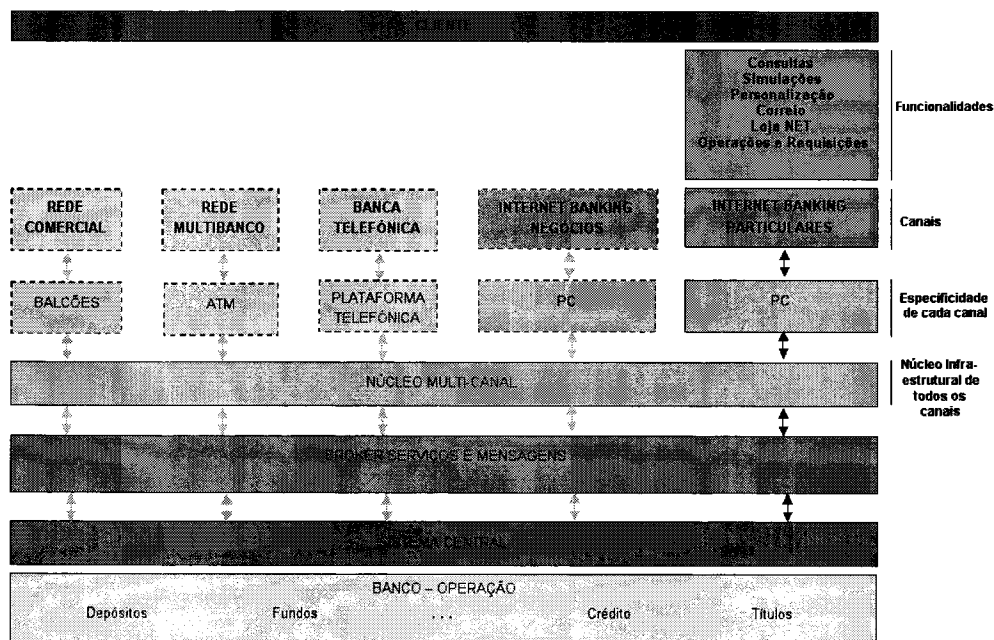 CLIENTE
Consultas
Simulações
Personalização
Correio
Loja NET
Operações e Requisições
Funcionalidades
REDE
COMERCIAL
REDE
MULTIBANCO
BANCA
TELEFÓNICA
INTERNET BANKING
NEGÓCIOS
INTERNET BANKING
PARTICULARES
Canais
BALCÕES
ATM
PLATAFORMA
TELEFÓNICA
PC
PC
Especificidade
de cada canal
NÚCLEO MULTI-CANAL
Núcleo Infra-
estrutural de
todos os
canais
BROKER SERVIÇOS E MENSAGENS
SISTEMA CENTRAL
BANCO – OPERAÇÃO
Depósitos
Fundos
. . .
Crédito
Títulos